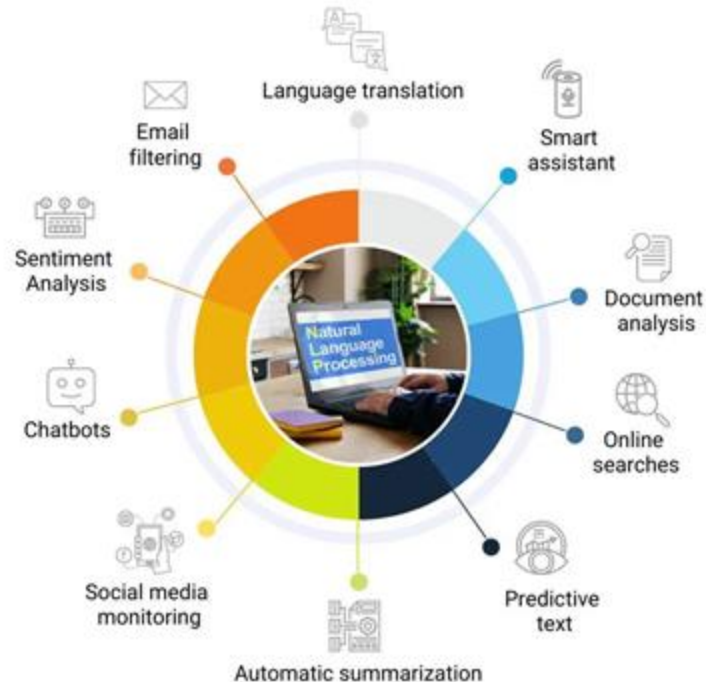 Language translation
Smart
assistant
Document
analysis
Online
searches
Predictive
text
Automatic summarization
Social media
monitoring
Chatbots
Sentiment
Analysis
Email
filtering
Natural
Language
Processing